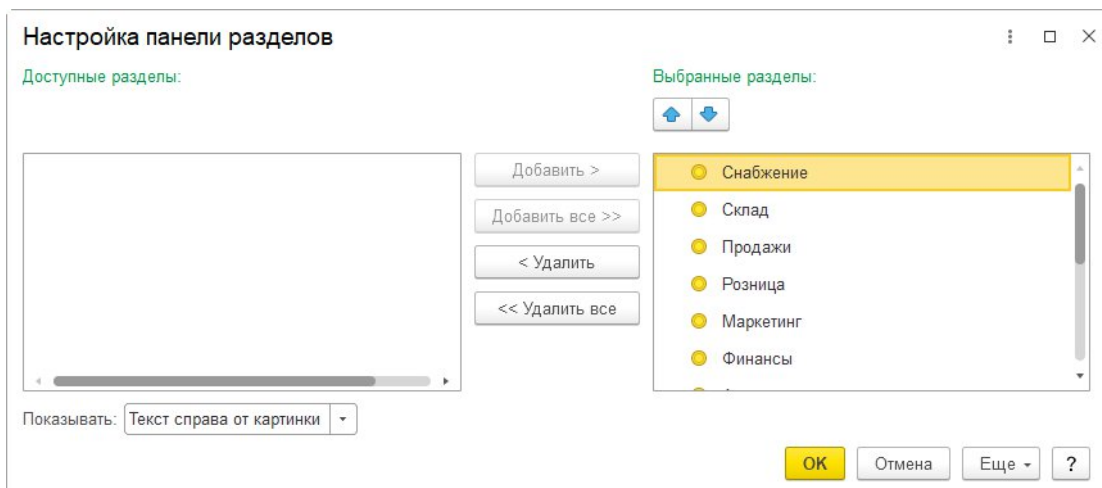 Настройка панели разделов
Доступные разделы:
Выбранные разделы:
Добавить >
Добавить все >>
< Удалить
<< Удалить все
Снабжение
Склад
Продажи
Розница
Маркетинг
Финансы
Показывать: Текст справа от картинки
ОК
Отмена
Еще
?